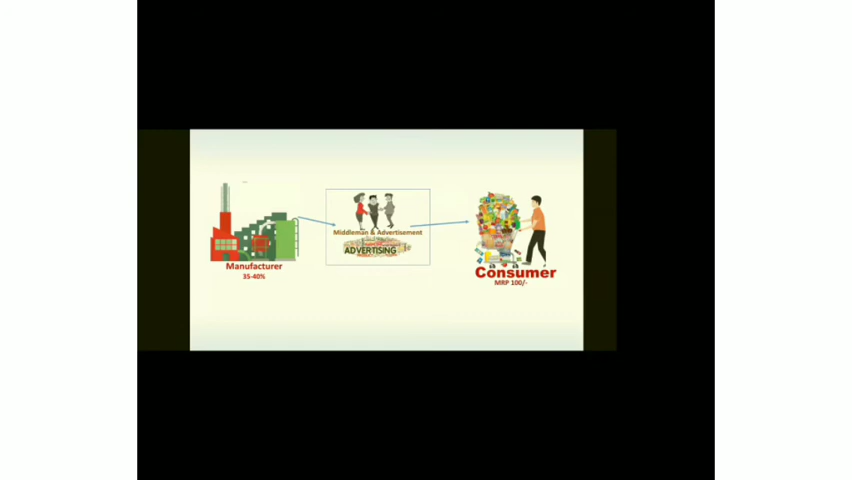 Manufacturer
35-40%
Middleman & Advertisement
ADVERTISING
Consumer
MRP 100/-